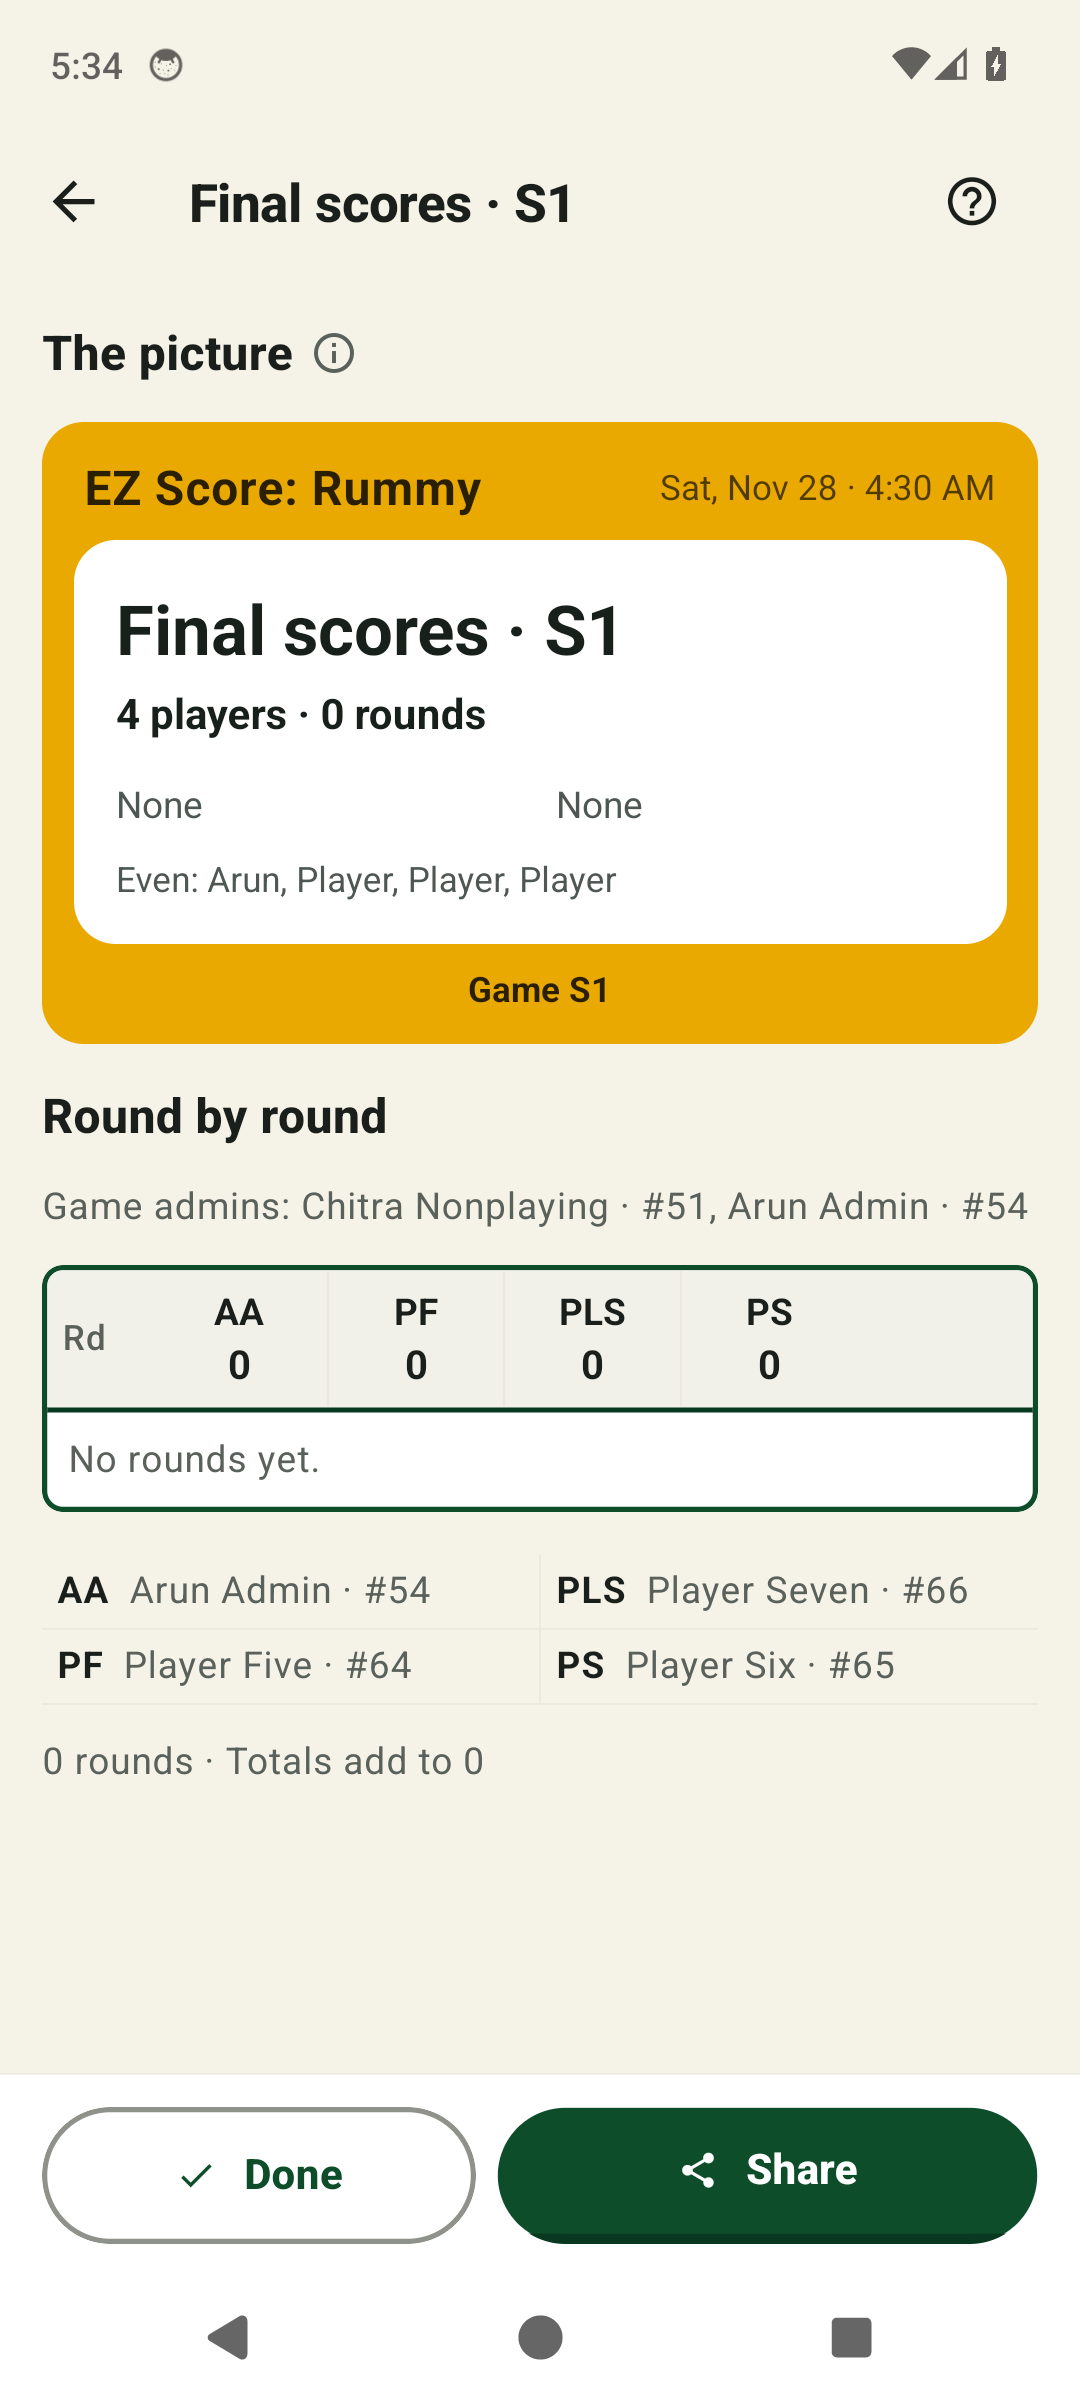 5:34
Final scores · S1
The picture
EZ Score: Rummy
Sat, Nov 28 · 4:30 AM
Final scores · S1
4 players · 0 rounds
None None
Even: Arun, Player, Player, Player
Game S1
Round by round
Game admins: Chitra Nonplaying · #51, Arun Admin · #54
Rd AA PF PLS PS
0 0 0 0
No rounds yet.
AA Arun Admin · #54 PLS Player Seven · #66
PF Player Five · #64 PS Player Six · #65
0 rounds · Totals add to 0
Done Share